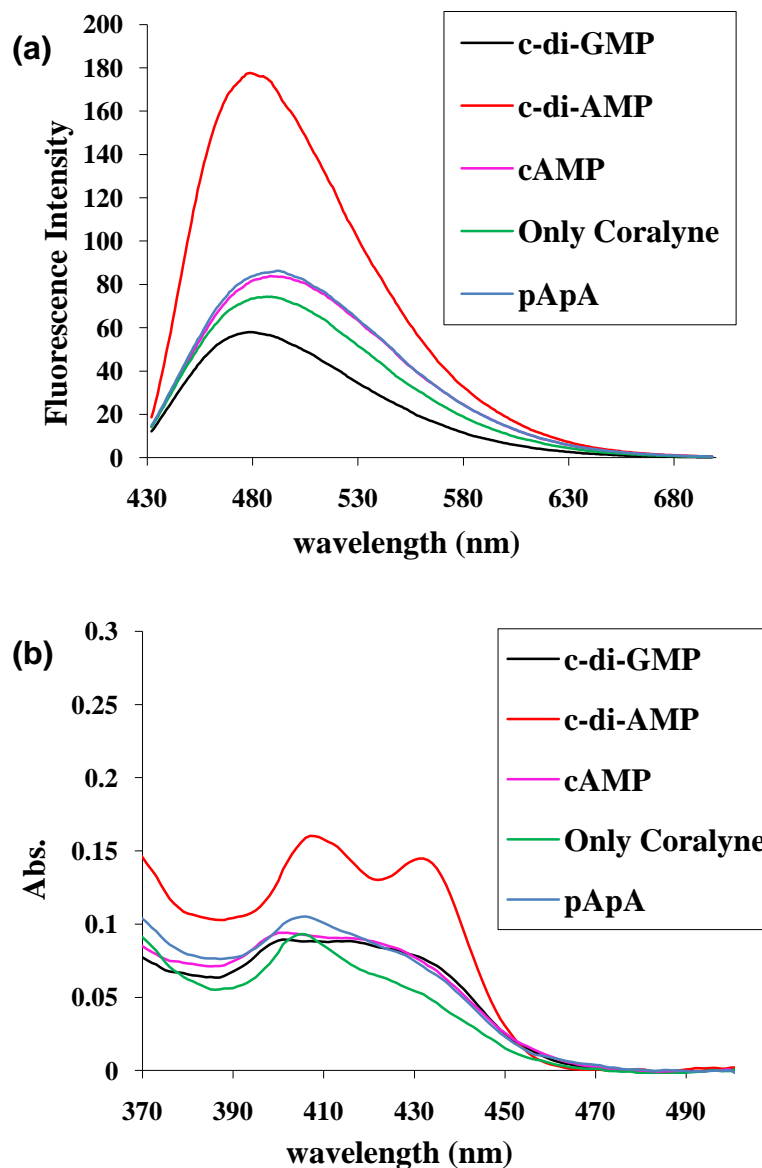 (a)
200
180
160
140
120
100
80
60
40
20
0
Fluorescence Intensity
430 480 530 580 630 680
wavelength (nm)
c-di-GMP
c-di-AMP
cAMP
Only Coralyne
pApA
(b)
0.3
0.25
0.2
0.15
0.1
0.05
0
Abs.
370 390 410 430 450 470 490
wavelength (nm)
c-di-GMP
c-di-AMP
cAMP
Only Coralyne
pApA